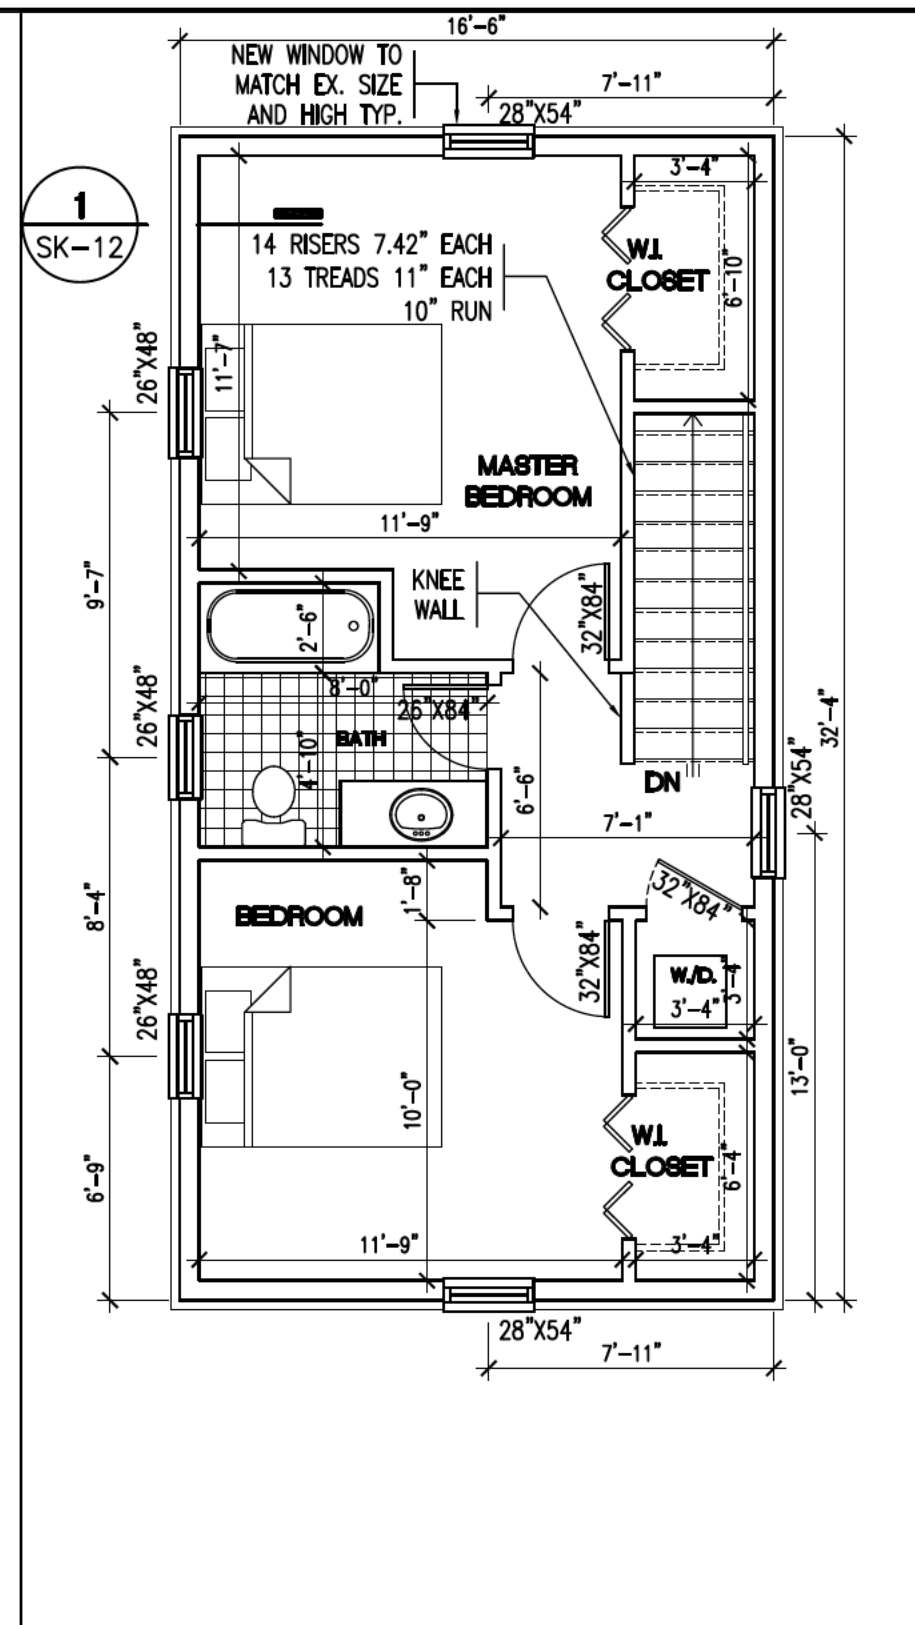 16'-6"
NEW WINDOW TO
MATCH EX. SIZE
AND HIGH TYP.
7'-11"
28"X54"
1
SK-12
3'-4"
14 RISERS 7.42" EACH
13 TREADS 11" EACH
10" RUN
W.I.
CLOSET
6'-10"
26"X48"
11'-7"
MASTER
BEDROOM
11'-9"
9'-7"
KNEE
WALL
32"X84"
2'-6"
8'-0"
26"X84"
26"X48"
BATH
4'-10"
6'-6"
DN
7'-1"
28"X54"
32'-4"
8'-4"
BEDROOM
1'-8"
32"X84"
32"X84"
W./D.
3'-4"
3'-4"
26"X48"
13'-0"
10'-0"
W.I.
CLOSET
6'-4"
6'-9"
11'-9"
3'-4"
28"X54"
7'-11"